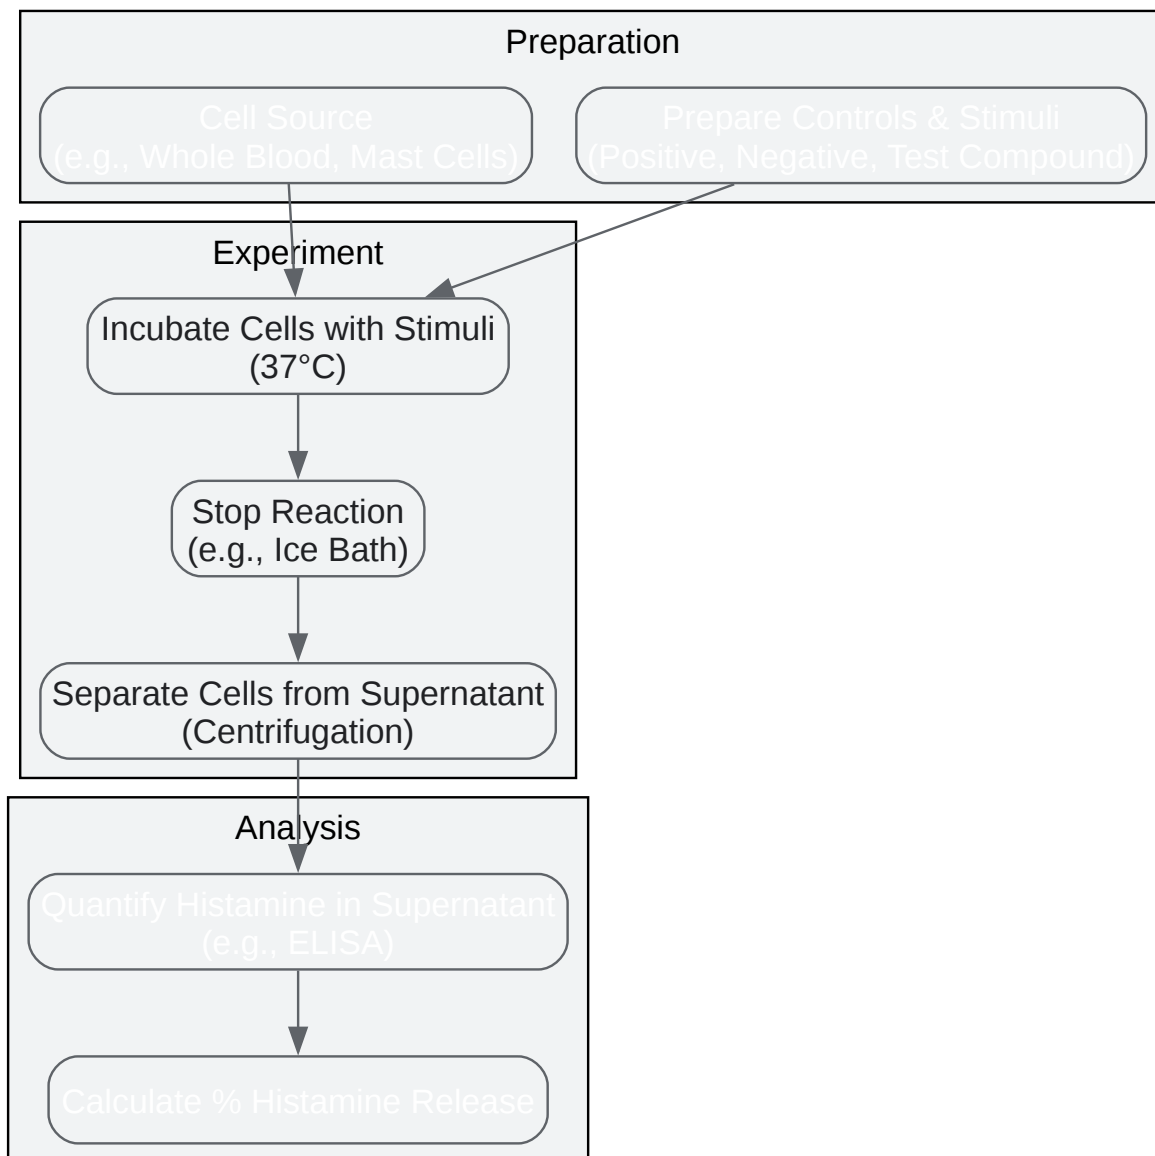 Preparation
Cell Source
(e.g., Whole Blood, Mast Cells)
Prepare Controls & Stimuli
(Positive, Negative, Test Compound)
Experiment
Incubate Cells with Stimuli
(37°C)
Stop Reaction
(e.g., Ice Bath)
Separate Cells from Supernatant
(Centrifugation)
Analysis
Quantify Histamine in Supernatant
(e.g., ELISA)
Calculate % Histamine Release